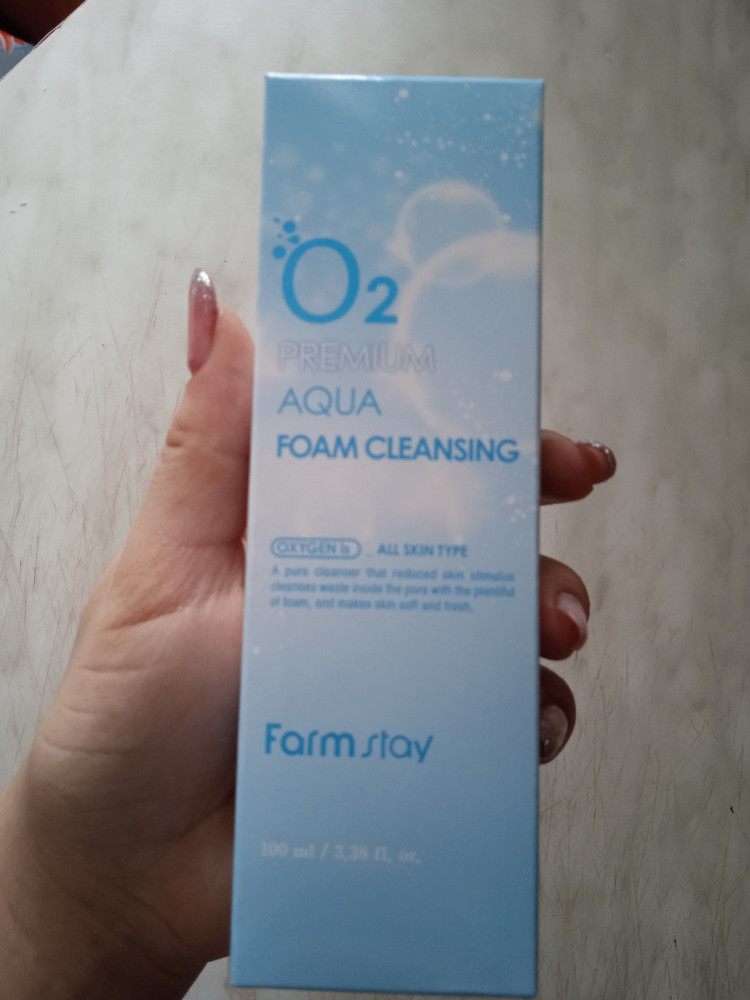 O2
PREMIUM
AQUA
FOAM CLEANSING
OXYGEN is _ ALL SKIN TYPE
A pure cleanser that reduced skin stimulus
cleanses waste inside the pore with the plentiful
of foam, and makes skin soft and fresh.
Farm stay
100 ml / 3,38 fl, oz,